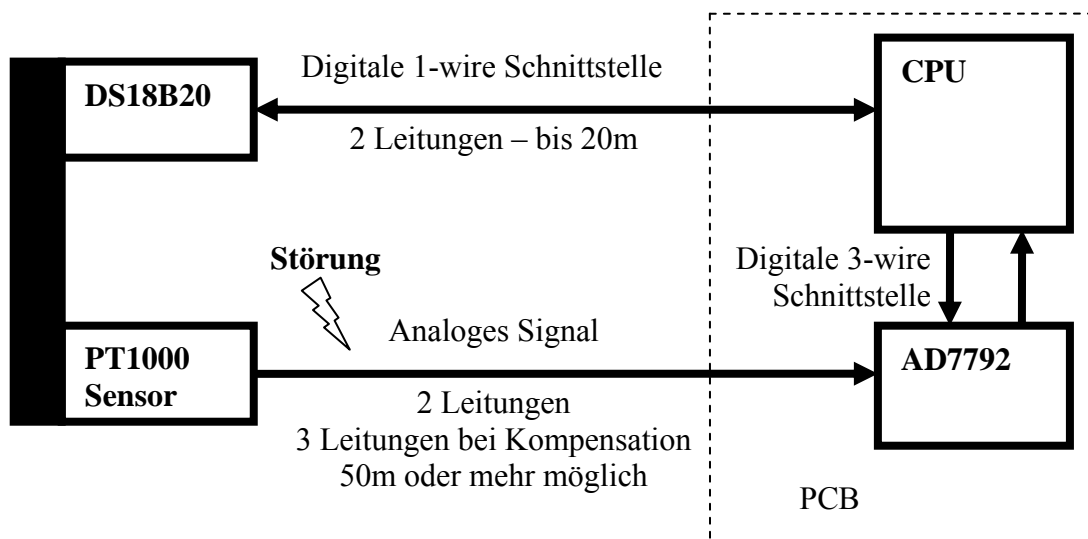 DS18B20
Digitale 1-wire Schnittstelle
2 Leitungen – bis 20m
CPU
Störung
Digitale 3-wire
Schnittstelle
PT1000
Sensor
Analoges Signal
2 Leitungen
3 Leitungen bei Kompensation
50m oder mehr möglich
AD7792
PCB